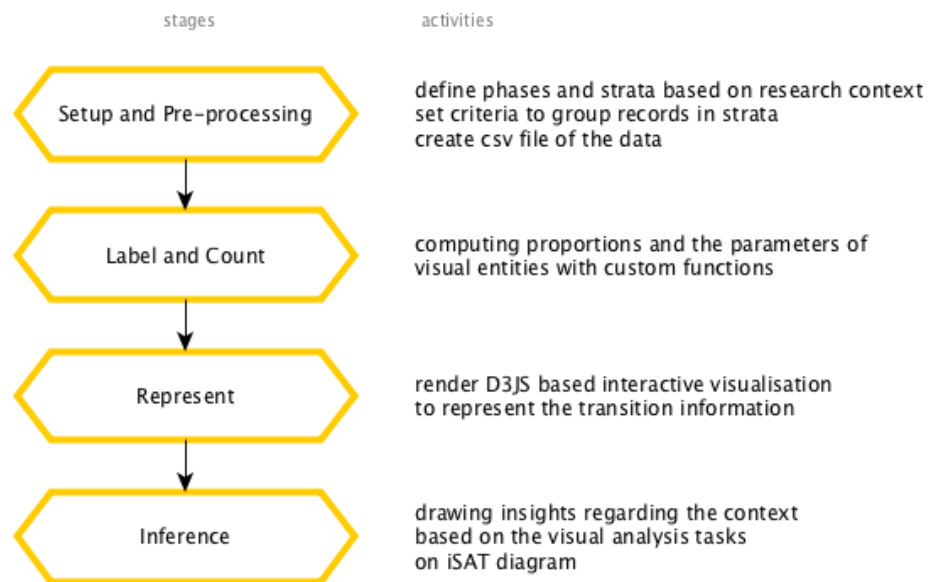 stages
activities
Setup and Pre-processing
define phases and strata based on research context
set criteria to group records in strata
create csv file of the data
Label and Count
computing proportions and the parameters of
visual entities with custom functions
Represent
render D3JS based interactive visualisation
to represent the transition information
Inference
drawing insights regarding the context
based on the visual analysis tasks
on iSAT diagram